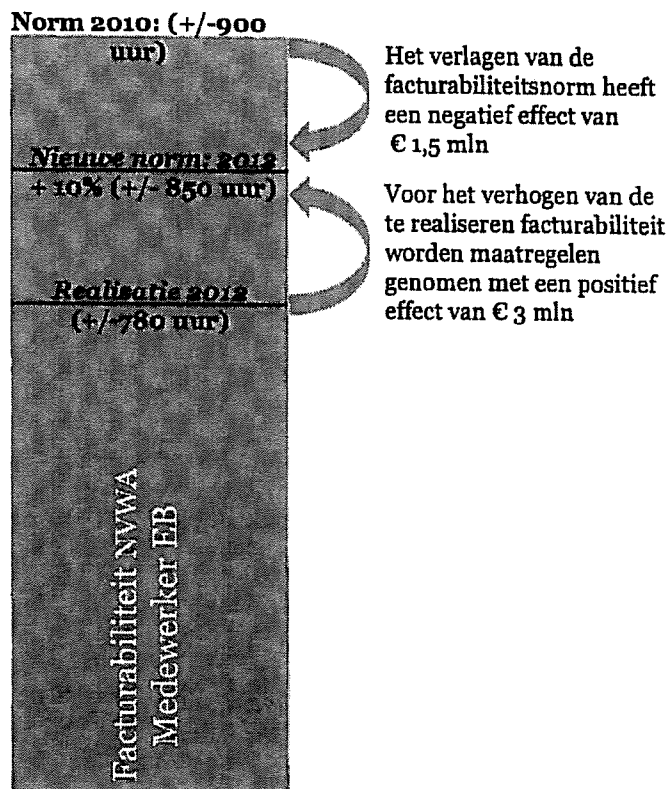 Norm 2010: (+/-900
uur)
Het verlagen van de
facturabiliteitsnorm heeft
een negatief effect van
€ 1,5 mln
Nieuwe norm: 2012
+ 10% (+/- 850 uur)
Voor het verhogen van de
te realiseren facturabiliteit
worden maatregelen
genomen met een positief
effect van € 3 mln
Realisatie 2012
(+/-780 uur)
Facturabiliteit NVWA
Medewerker EB